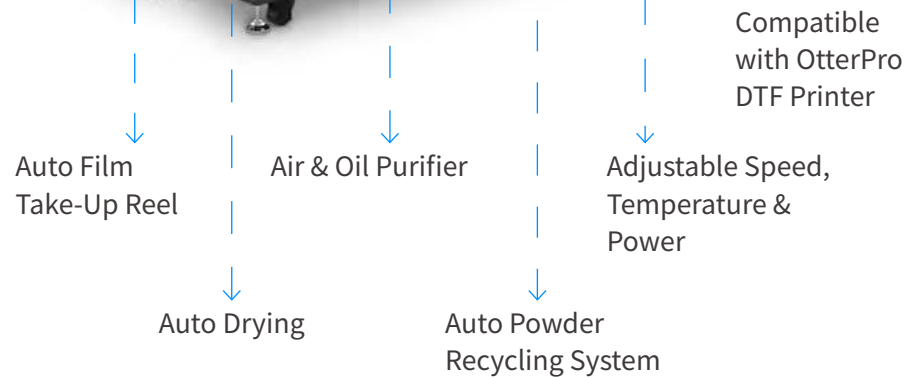 Compatible
with OtterPro
DTF Printer
Auto Film
Take-Up Reel
Air & Oil Purifier
Adjustable Speed,
Temperature &
Power
Auto Drying
Auto Powder
Recycling System